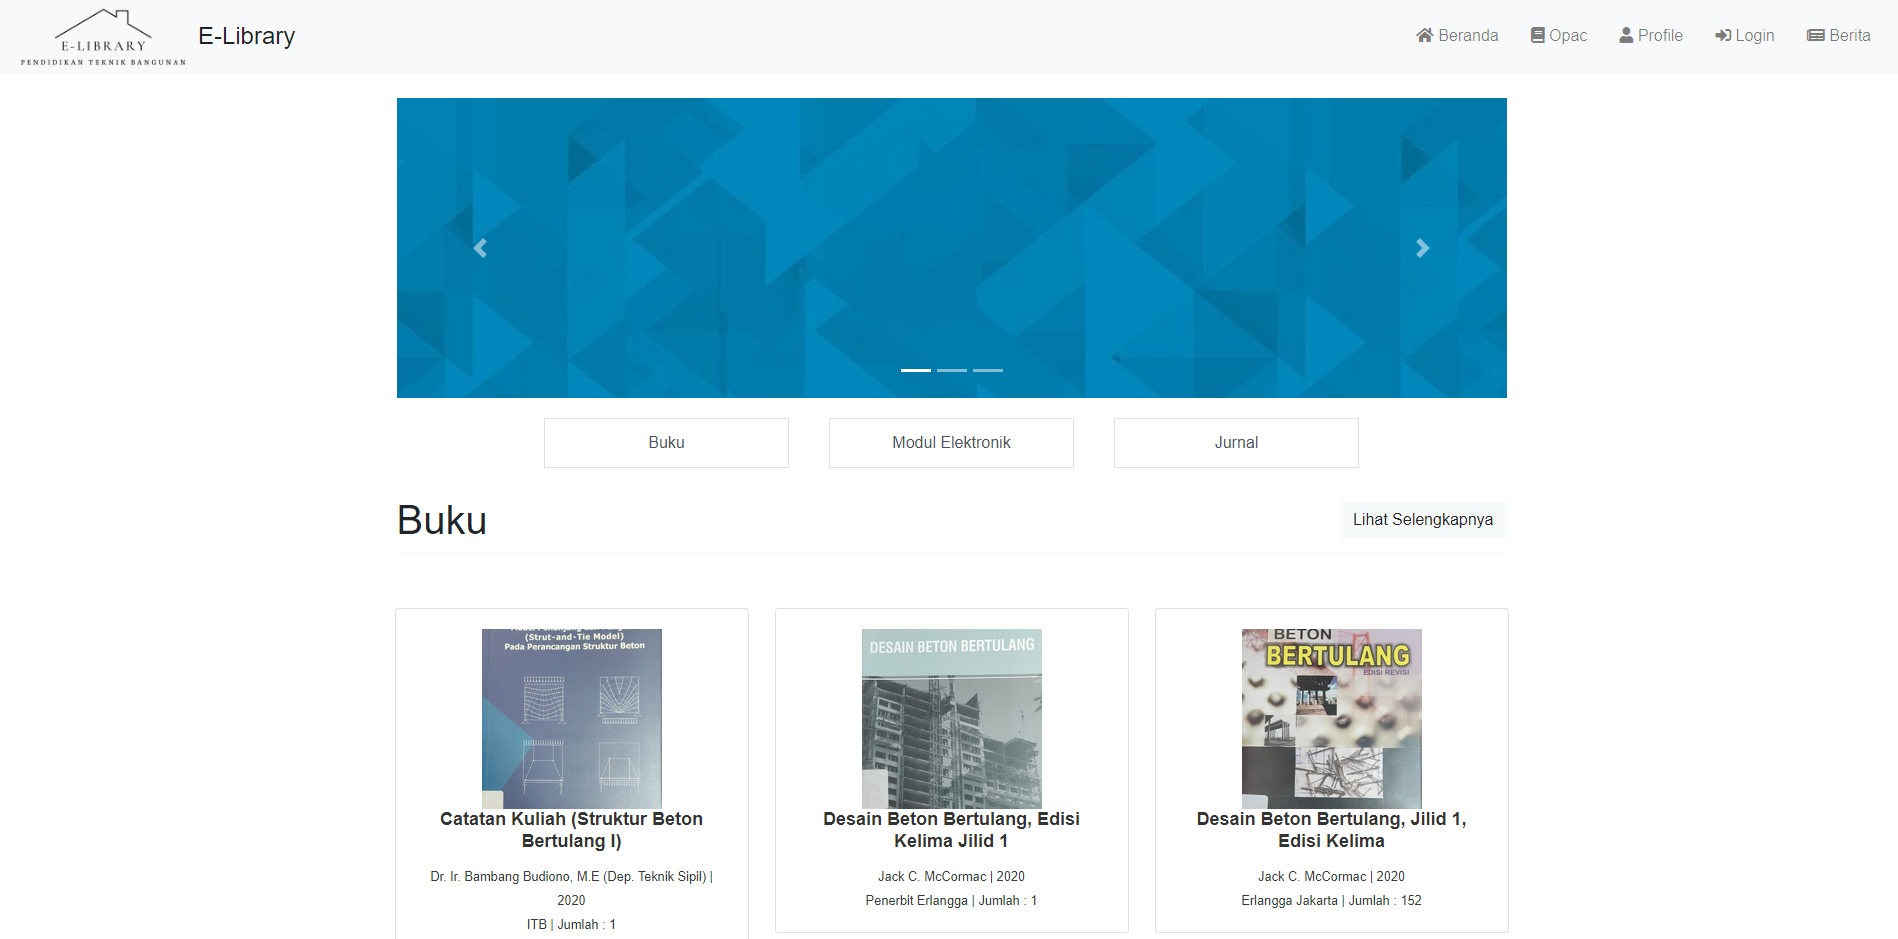 E-LIBRARY
PENDIDIKAN TEKNIK BANGUNAN
E-Library
Beranda
Opac
Profile
Login
Berita
Buku
Modul Elektronik
Jurnal
Buku
Lihat Selengkapnya
(Strut-and-Tie Model)
Pada Perancangan Struktur Beton
Catatan Kuliah (Struktur Beton
Bertulang I)
Dr. Ir. Bambang Budiono, M.E (Dep. Teknik Sipil) |
2020
ITB | Jumlah : 1
DESAIN BETON BERTULANG
Desain Beton Bertulang, Edisi
Kelima Jilid 1
Jack C. McCormac | 2020
Penerbit Erlangga | Jumlah : 1
BETON
BERTULANG
EDISI REVISI
Desain Beton Bertulang, Jilid 1,
Edisi Kelima
Jack C. McCormac | 2020
Erlangga Jakarta | Jumlah : 152